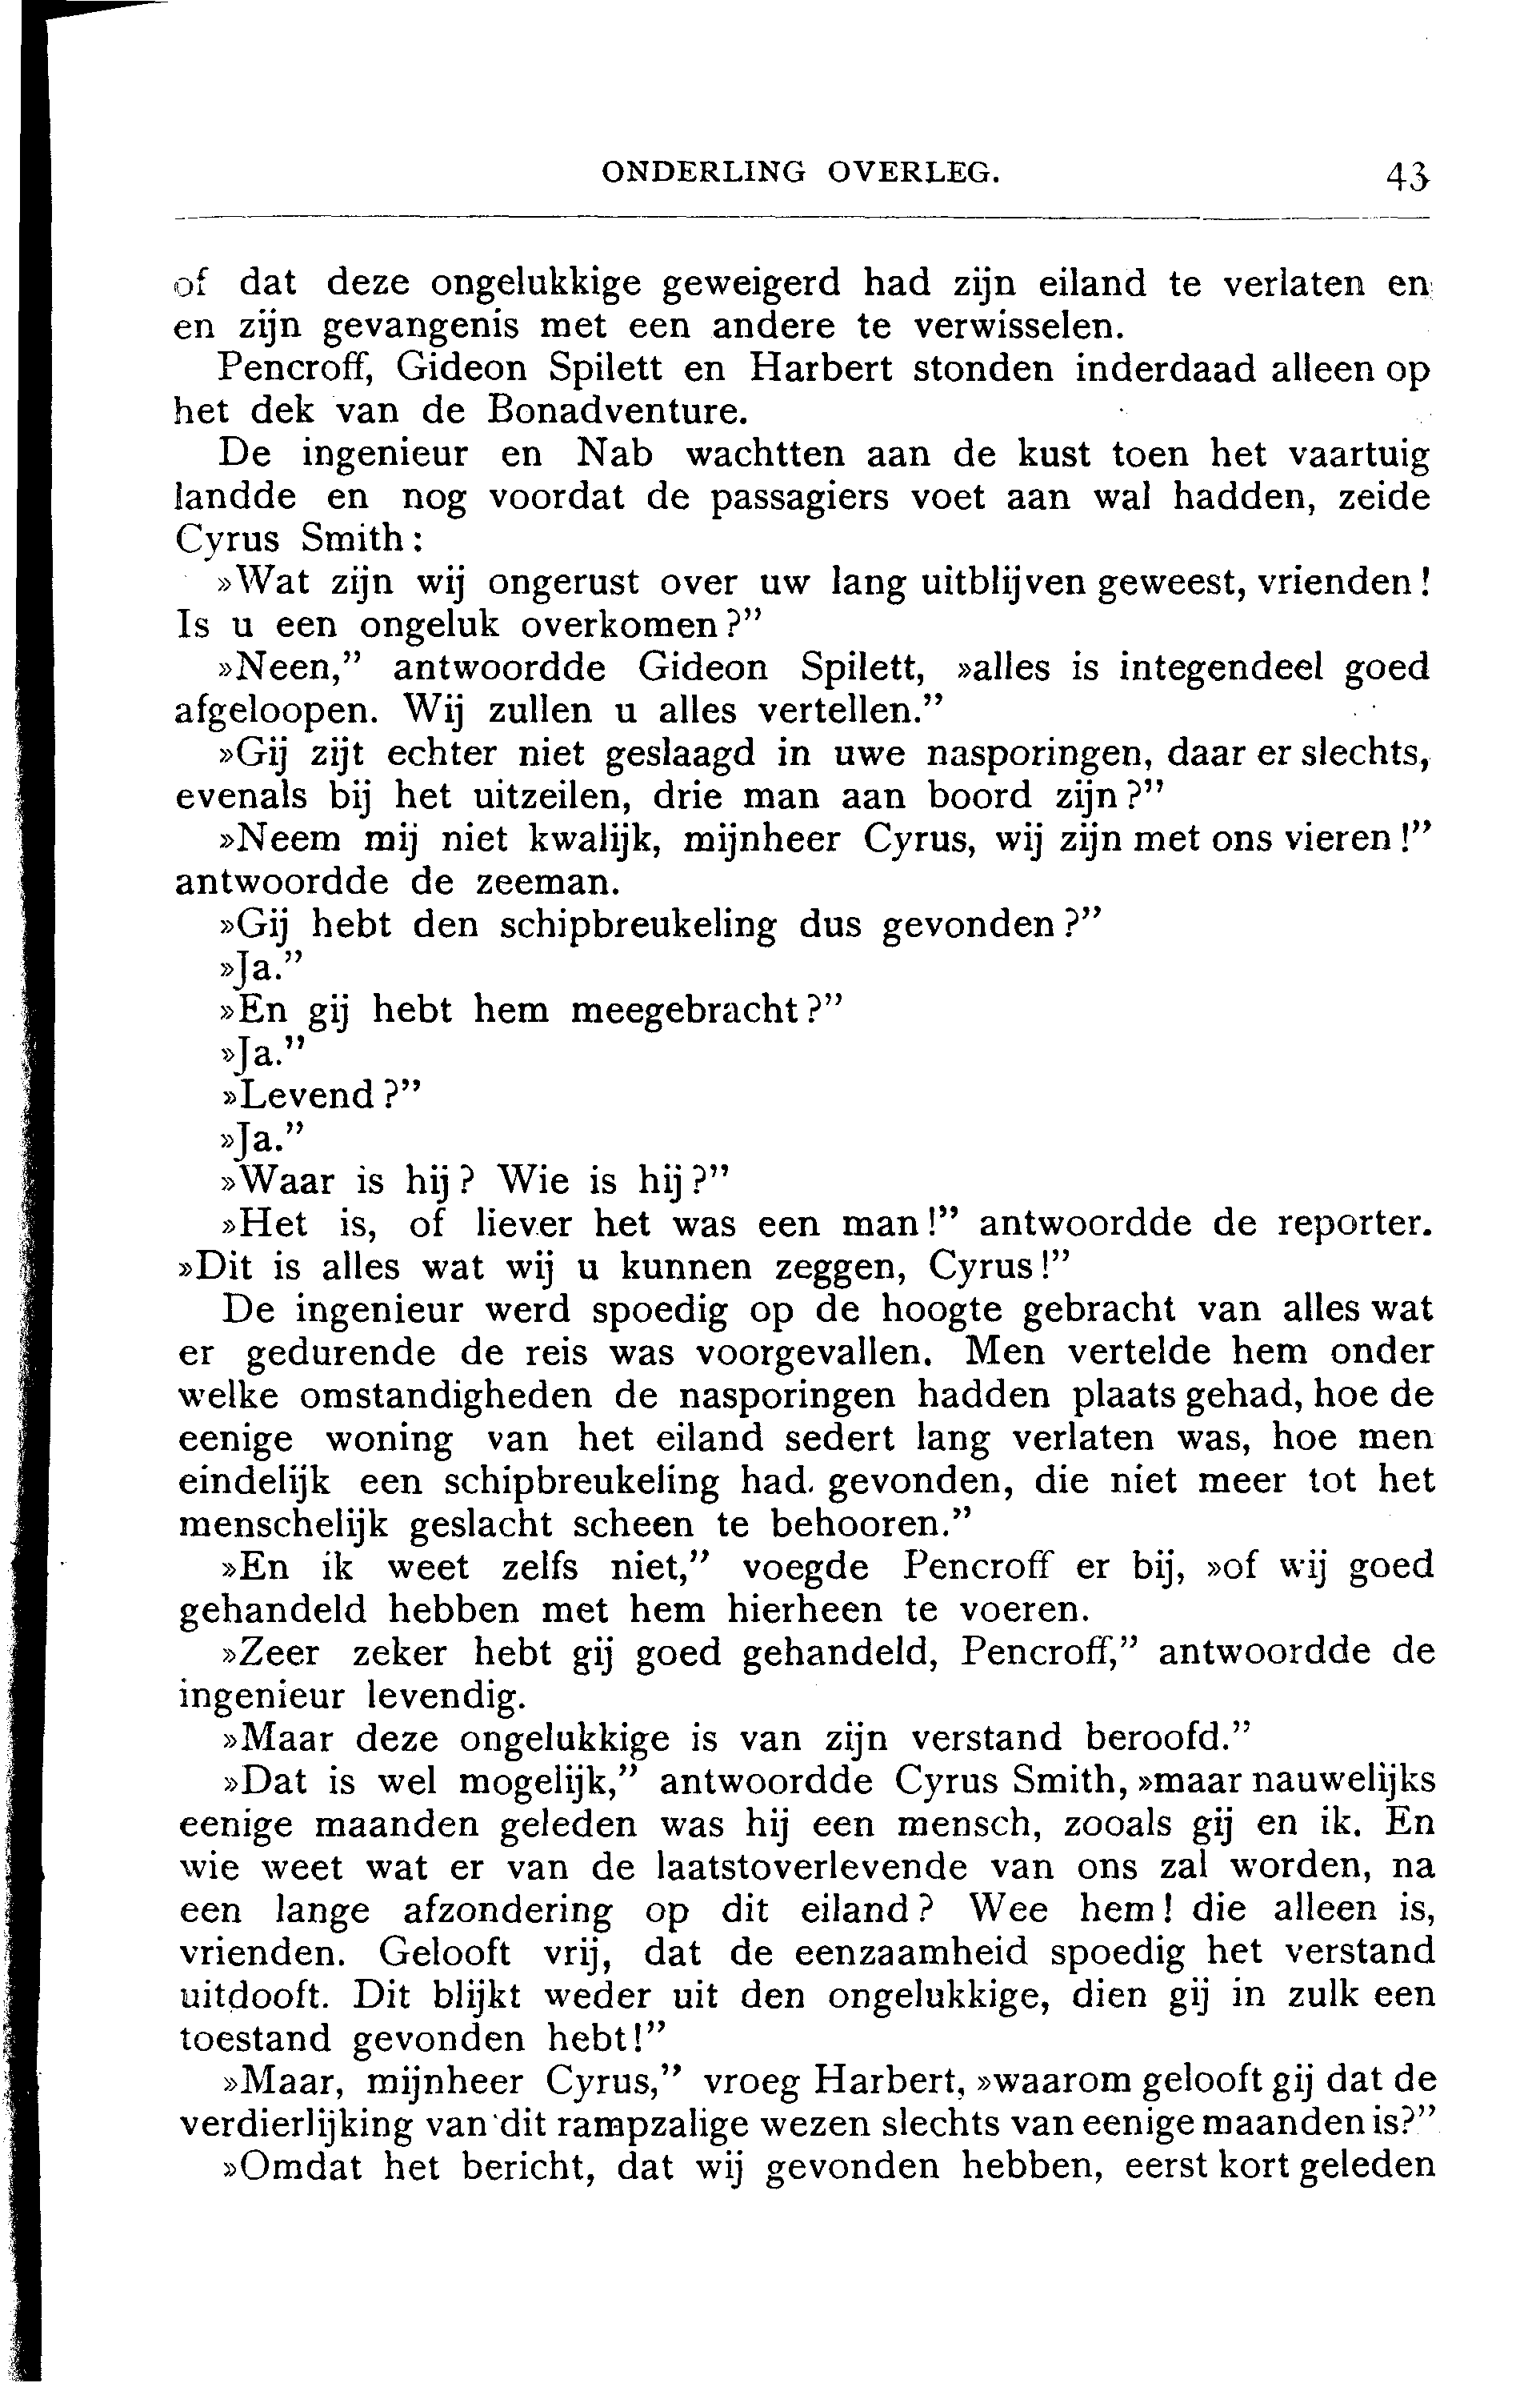 ONDERLING OVERLEG. 43
of dat deze ongelukkige geweigerd had zijn eiland te verlaten en
en zijn gevangenis met een andere te verwisselen.
Pencroff, Gideon Spilett en Harbert stonden inderdaad alleen op
het dek van de Bonadventure.
De ingenieur en Nab wachtten aan de kust toen het vaartuig
landde en nog voordat de passagiers voet aan wal hadden, zeide
Cyrus Smith:
»Wat zijn wij ongerust over uw lang uitblijven geweest, vrienden!
Is u een ongeluk overkomen?”
»Neen,” antwoordde Gideon Spilett, »alles is integendeel goed
afgeloopen. Wij zullen u alles vertellen.”
»Gij zijt echter niet geslaagd in uwe nasporingen, daar er slechts,
evenals bij het uitzeilen, drie man aan boord zijn?”
»Neem mij niet kwalijk, mijnheer Cyrus, wij zijn met ons vieren!”
antwoordde de zeeman.
»Gij hebt den schipbreukeling dus gevonden?”
»Ja.”
»En gij hebt hem meegebracht?”
»Ja.”
»Levend?”
»Ja.”
»Waar is hij? Wie is hij?”
»Het is, of liever het was een man!” antwoordde de reporter.
»Dit is alles wat wij u kunnen zeggen, Cyrus!”
De ingenieur werd spoedig op de hoogte gebracht van alles wat
er gedurende de reis was voorgevallen. Men vertelde hem onder
welke omstandigheden de nasporingen hadden plaats gehad, hoe de
eenige woning van het eiland sedert lang verlaten was, hoe men
eindelijk een schipbreukeling had gevonden, die niet meer tot het
menschelijk geslacht scheen te behooren.”
»En ik weet zelfs niet,” voegde Pencroff er bij, »of wij goed
gehandeld hebben met hem hierheen te voeren.
»Zeer zeker hebt gij goed gehandeld, Pencroff,” antwoordde de
ingenieur levendig.
»Maar deze ongelukkige is van zijn verstand beroofd.”
»Dat is wel mogelijk,” antwoordde Cyrus Smith, »maar nauwelijks
eenige maanden geleden was hij een mensch, zooals gij en ik. En
wie weet wat er van de laatstoverlevende van ons zal worden, na
een lange afzondering op dit eiland? Wee hem! die alleen is,
vrienden. Gelooft vrij, dat de eenzaamheid spoedig het verstand
uitdooft. Dit blijkt weder uit den ongelukkige, dien gij in zulk een
toestand gevonden hebt!”
»Maar, mijnheer Cyrus,” vroeg Harbert, »waarom gelooft gij dat de
verdierlijking van dit rampzalige wezen slechts van eenige maanden is?”
»Omdat het bericht, dat wij gevonden hebben, eerst kort geleden